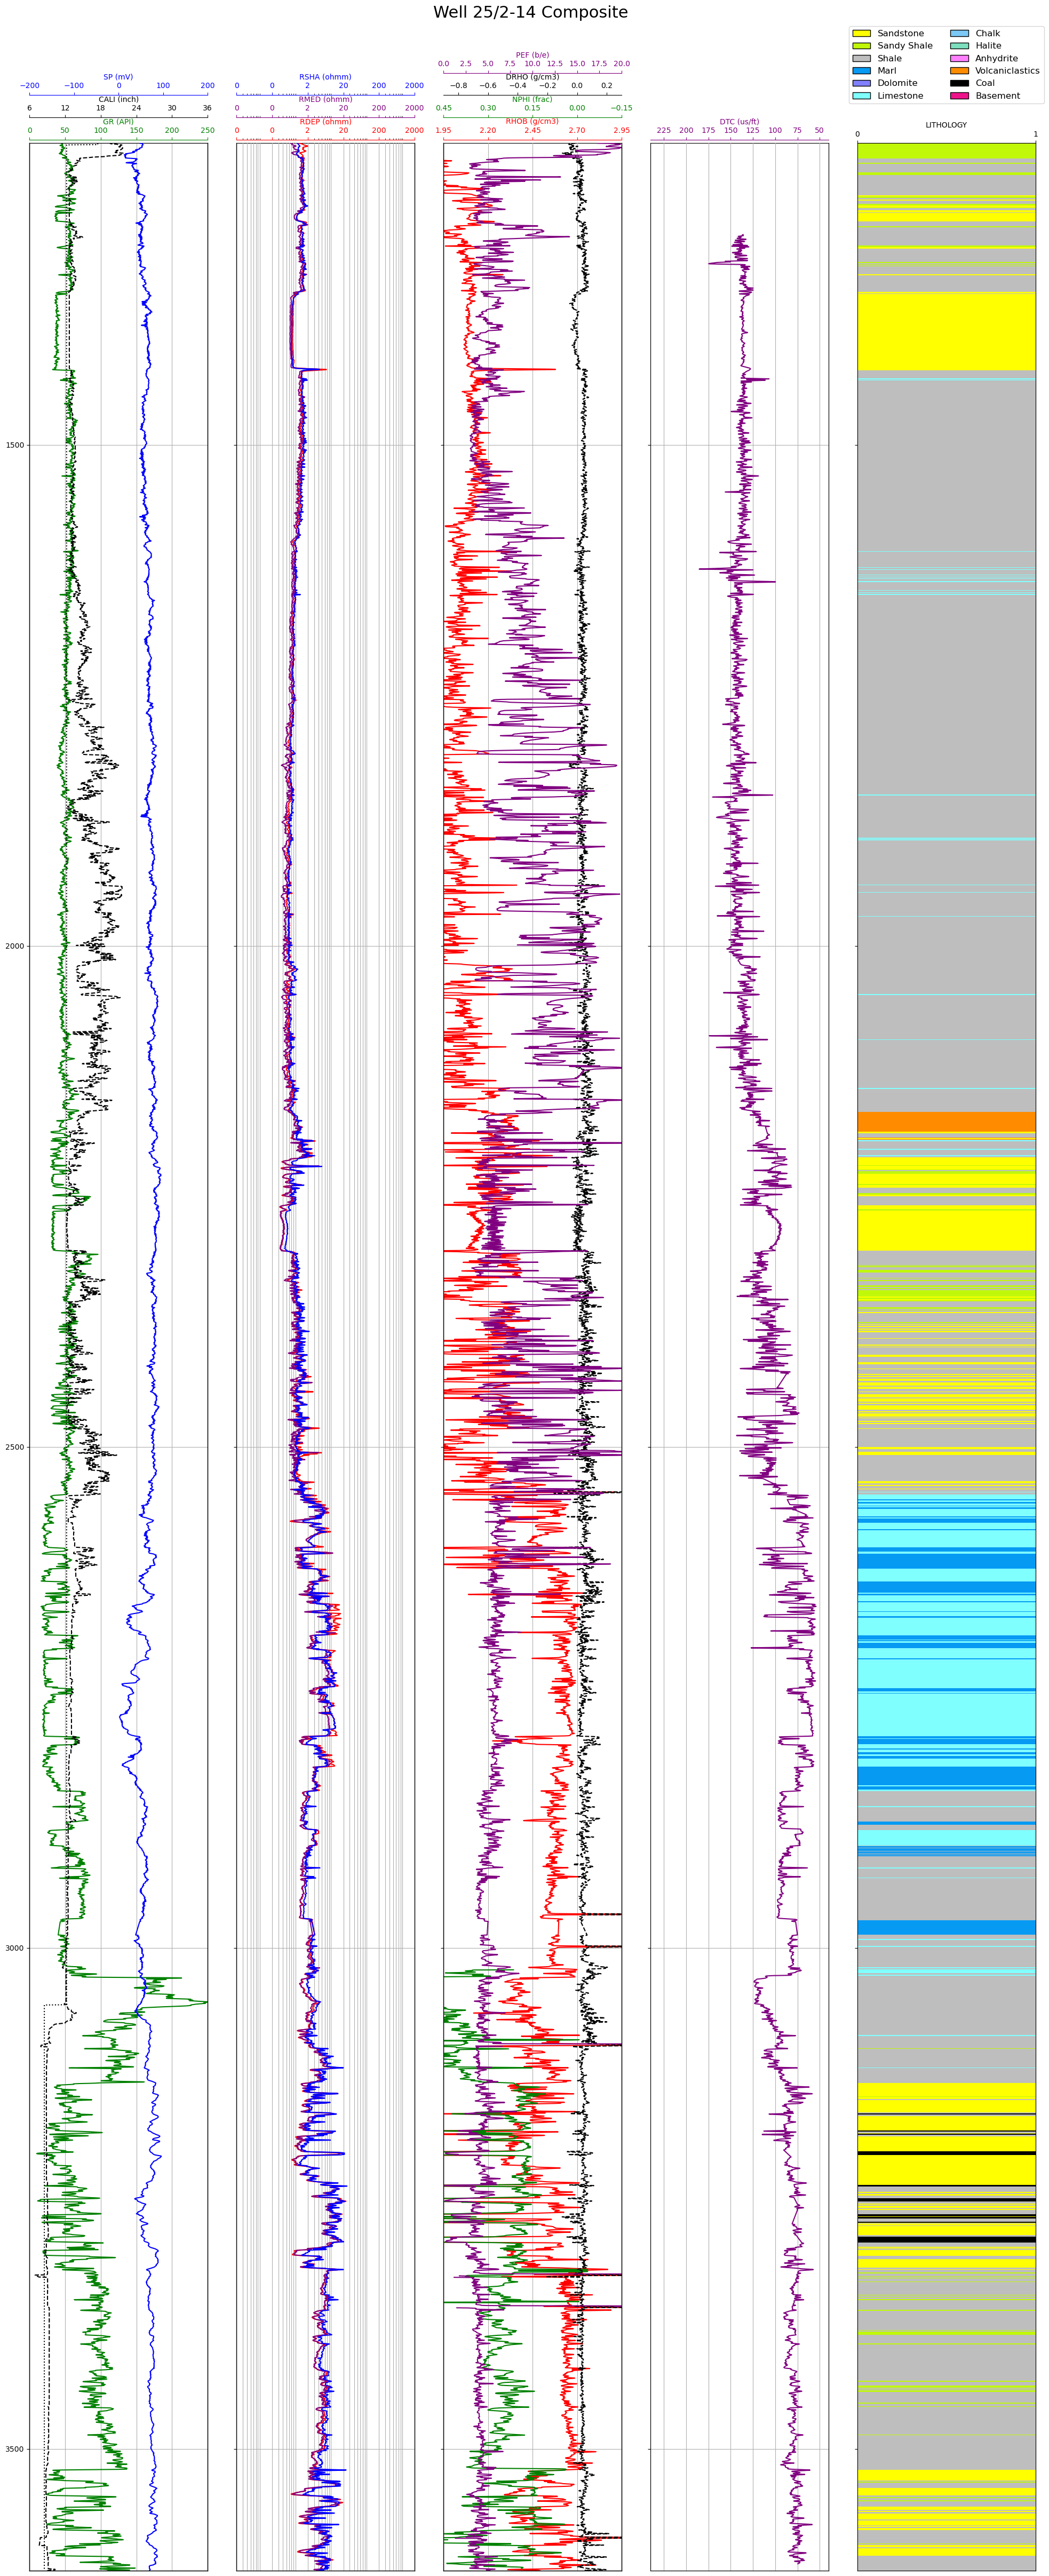 Well 25/2-14 Composite
Sandstone Chalk
Sandy Shale Halite
Shale Anhydrite
Marl Volcaniclastics
Dolomite Coal
Limestone Basement
PEF (b/e)
0.0 2.5 5.0 7.5 10.0 12.5 15.0 17.5 20.0
SP (mV) RSHA (ohmm) DRHO (g/cm3)
−200 −100 0 100 200 0 0 2 20 200 2000 −0.8 −0.6 −0.4 −0.2 0.0 0.2
CALI (inch) RMED (ohmm) NPHI (frac)
6 12 18 24 30 36 0 0 2 20 200 2000 0.45 0.30 0.15 0.00 −0.15
GR (API) RDEP (ohmm) RHOB (g/cm3) DTC (us/ft) LITHOLOGY
0 50 100 150 200 250 0 0 2 20 200 2000 1.95 2.20 2.45 2.70 2.95 225 200 175 150 125 100 75 50 0 1
1500
2000
2500
3000
3500